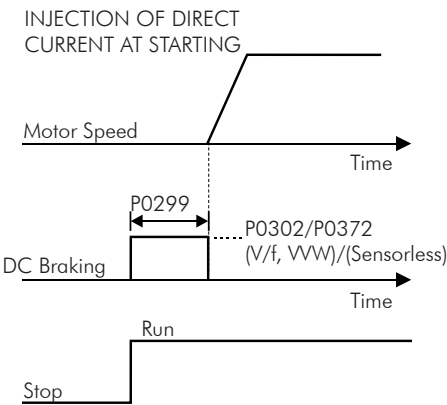 INJECTION OF DIRECT
CURRENT AT STARTING
Motor Speed
Time
P0299
P0302/P0372
(V/f, VVW)/(Sensorless)
DC Braking
Time
Run
Stop